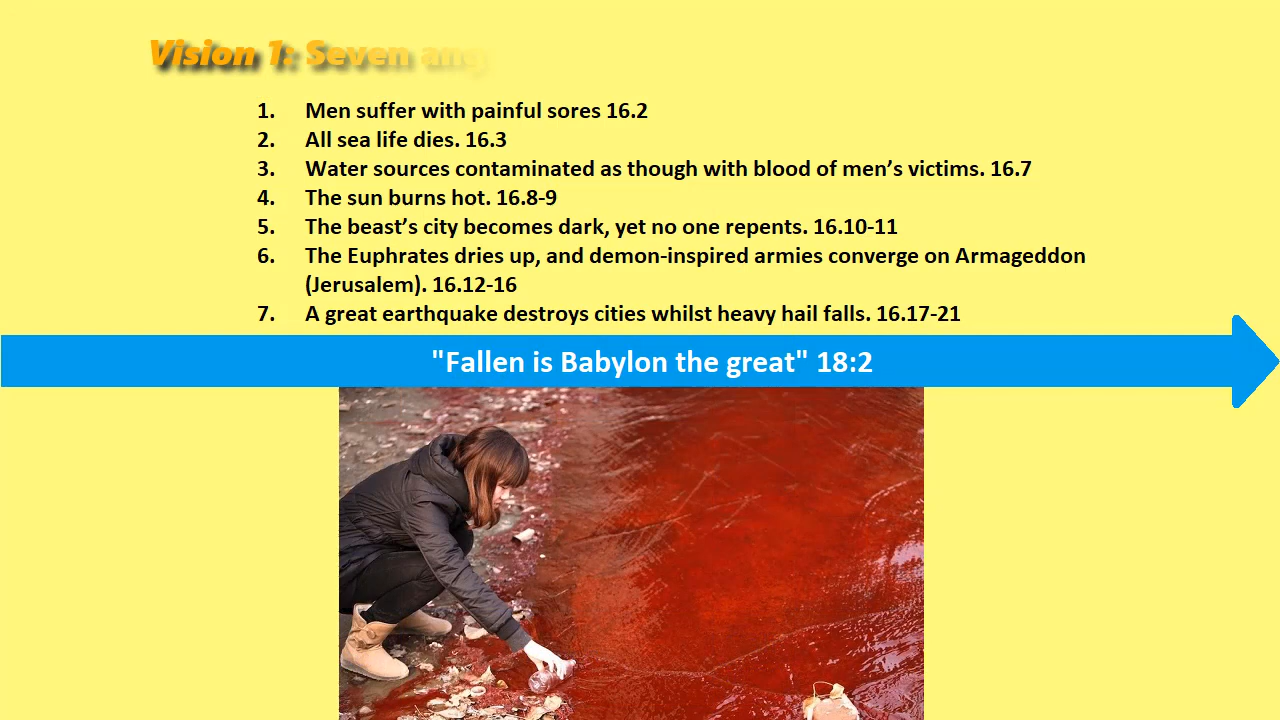 Vision 1: Seven
1. Men suffer with painful sores 16.2
2. All sea life dies. 16.3
3. Water sources contaminated as though with blood of men’s victims. 16.7
4. The sun burns hot. 16.8-9
5. The beast’s city becomes dark, yet no one repents. 16.10-11
6. The Euphrates dries up, and demon-inspired armies converge on Armageddon
(Jerusalem). 16.12-16
7. A great earthquake destroys cities whilst heavy hail falls. 16.17-21
"Fallen is Babylon the great" 18:2